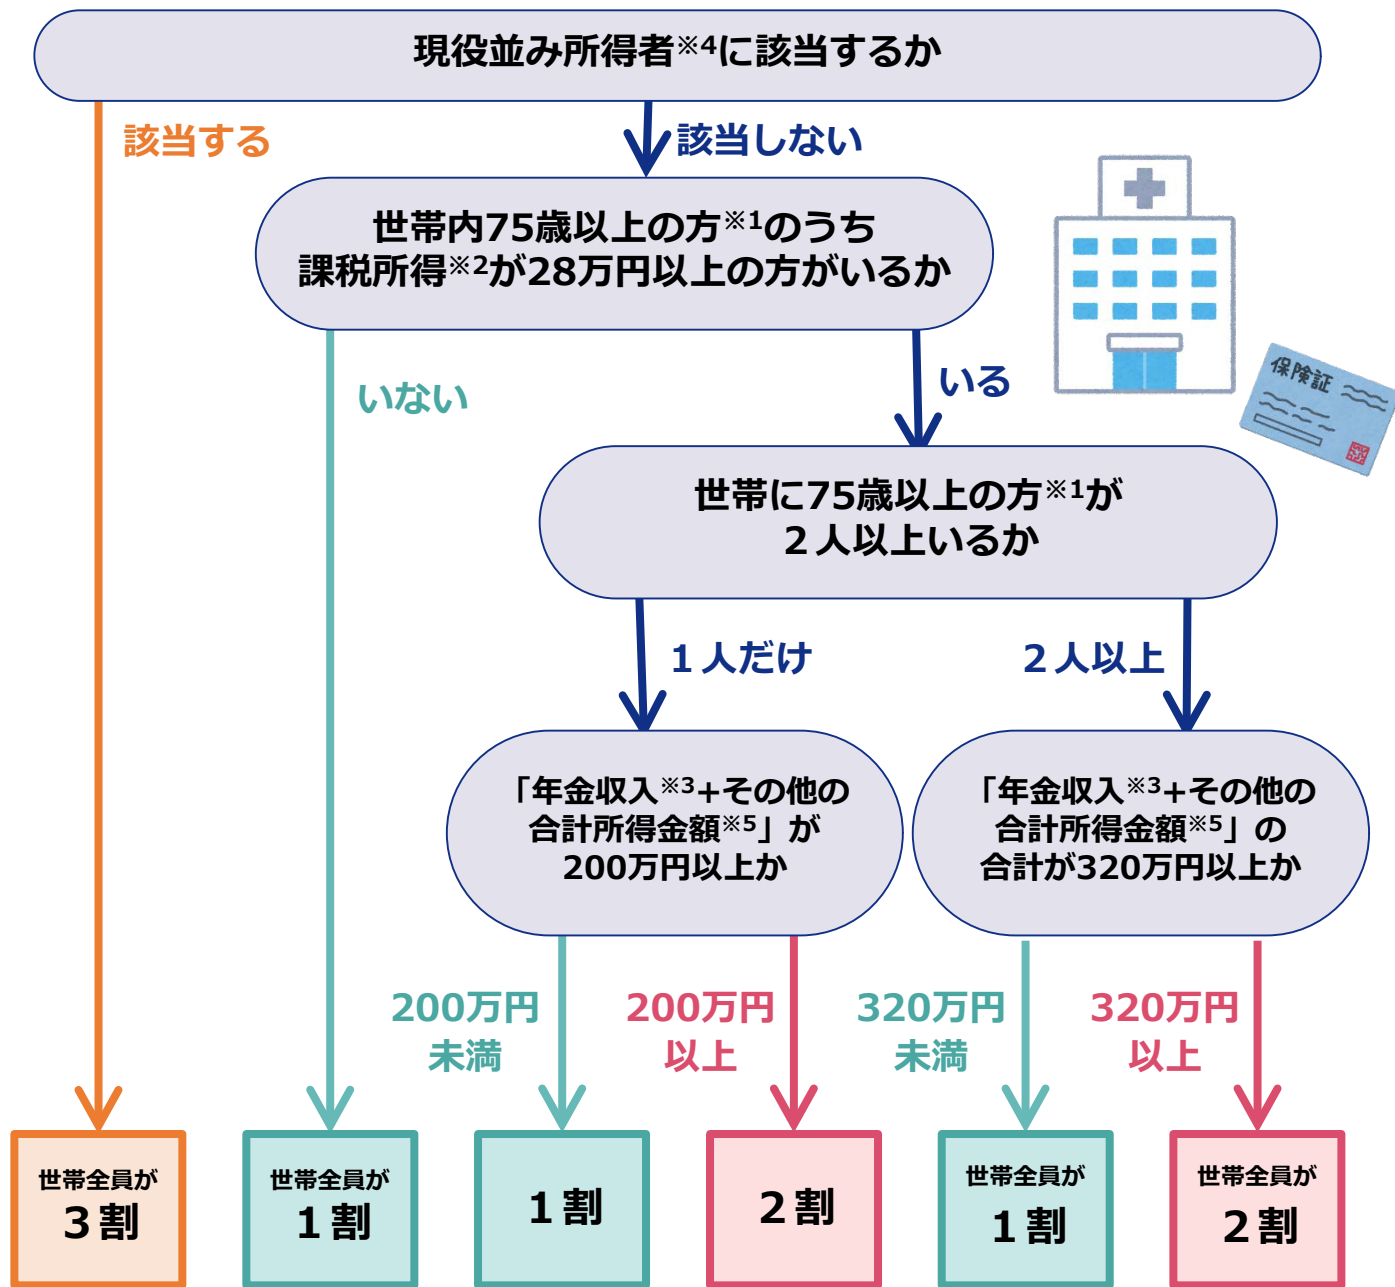 現役並み所得者※4に該当するか
該当する
該当しない
世帯内75歳以上の方※1のうち
課税所得※2が28万円以上の方がいるか
保険証
いない
いる
世帯に75歳以上の方※1が
２人以上いるか
１人だけ
２人以上
「年金収入※3+その他の
合計所得金額※5」が
200万円以上か
「年金収入※3+その他の
合計所得金額※5」の
合計が320万円以上か
200万円
未満
200万円
以上
320万円
未満
320万円
以上
世帯全員が
３割
世帯全員が
１割
１割
２割
世帯全員が
１割
世帯全員が
２割